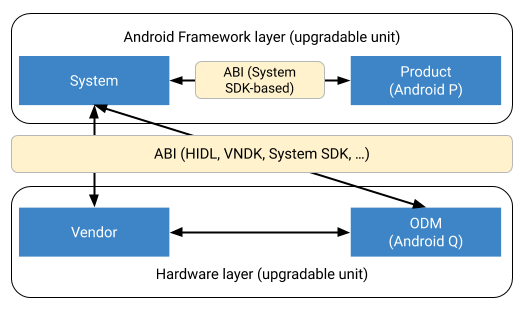 Android Framework layer (upgradable unit)
System
ABI (System
SDK-based)
Product
(Android P)
ABI (HIDL, VNDK, System SDK, ...)
Vendor
ODM
(Android Q)
Hardware layer (upgradable unit)